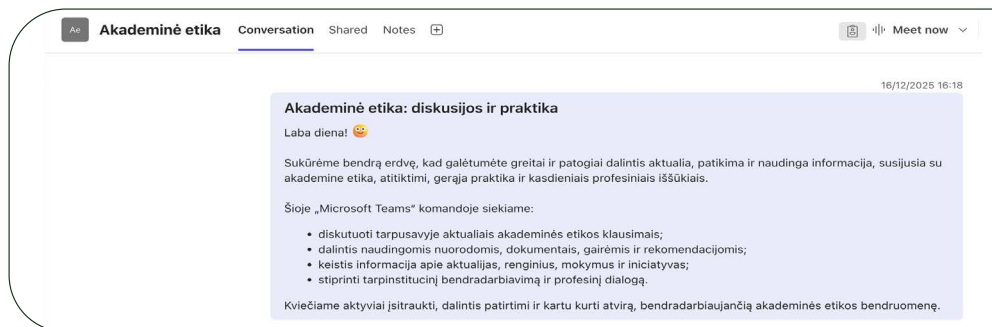 Ae Akademinė etika Conversation Shared Notes Meet now
16/12/2025 16:18
Akademinė etika: diskusijos ir praktika
Laba diena!
Sukūrėme bendrą erdvę, kad galėtumėte greitai ir patogiai dalintis aktualia, patikima ir naudinga informacija, susijusia su
akademine etika, atitiktimi, gerąja praktika ir kasdieniais profesiniais iššūkiais.
Šioje „Microsoft Teams“ komandoje siekiame:
• diskutuoti tarpusavyje aktualiais akademinės etikos klausimais;
• dalintis naudingomis nuorodomis, dokumentais, gairėmis ir rekomendacijomis;
• keistis informacija apie aktualijas, renginius, mokymus ir iniciatyvas;
• stiprinti tarpinstitucinį bendradarbiavimą ir profesinį dialogą.
Kviečiame aktyviai įsitraukti, dalintis patirtimi ir kartu kurti atvirą, bendradarbiaujančią akademinės etikos bendruomenę.